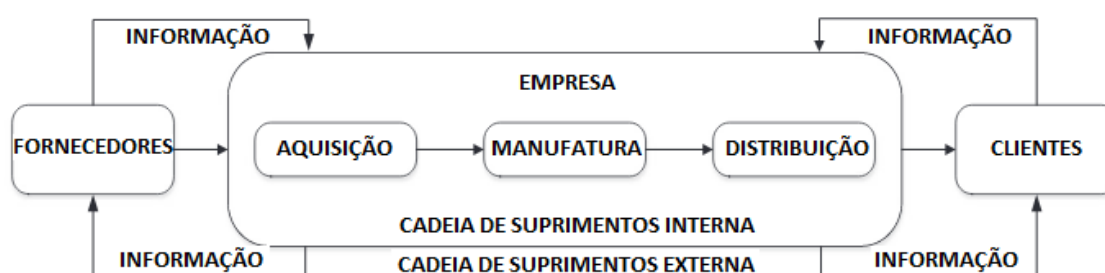 INFORMAÇÃO
INFORMAÇÃO
EMPRESA
FORNECEDORES
AQUISIÇÃO
MANUFATURA
DISTRIBUIÇÃO
CLIENTES
CADEIA DE SUPRIMENTOS INTERNA
INFORMAÇÃO
CADEIA DE SUPRIMENTOS EXTERNA
INFORMAÇÃO